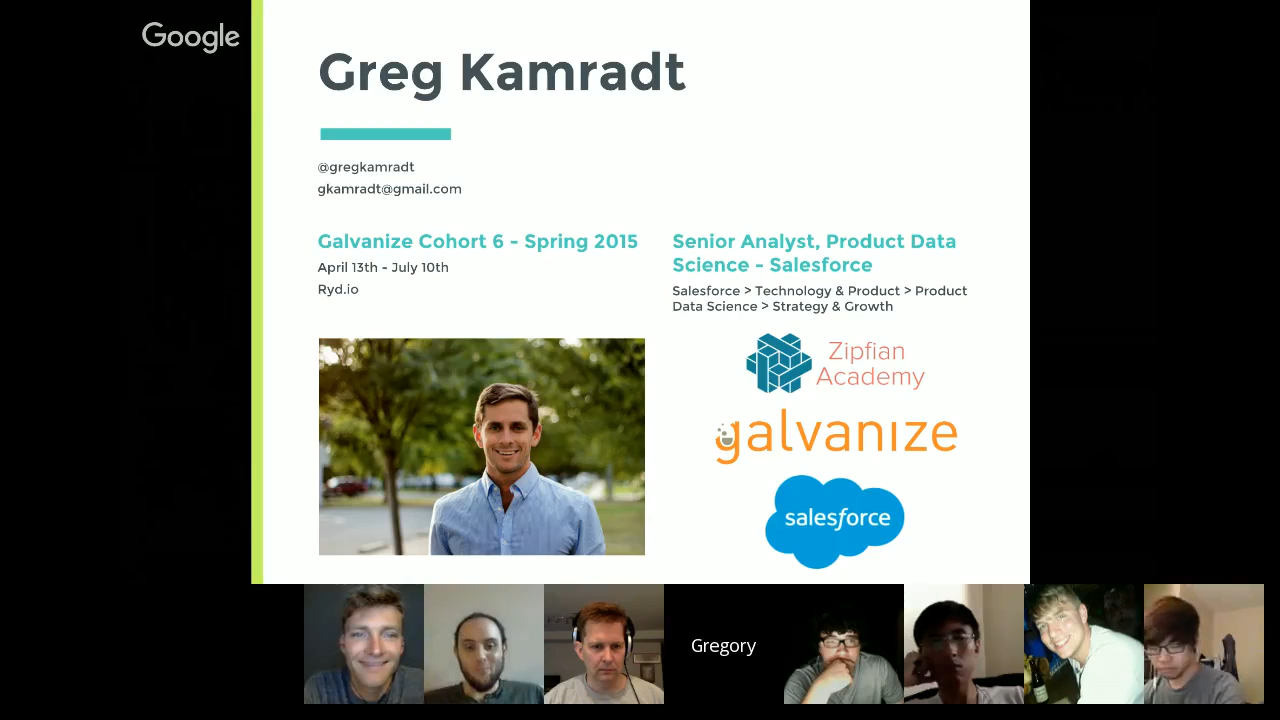 Google
Greg Kamradt
@gregkamradt
gkamradt@gmail.com
Galvanize Cohort 6 - Spring 2015
April 13th - July 10th
Ryd.io
Senior Analyst, Product Data
Science - Salesforce
Salesforce > Technology & Product > Product
Data Science > Strategy & Growth
Zipfian
Academy
galvanize
salesforce
Gregory